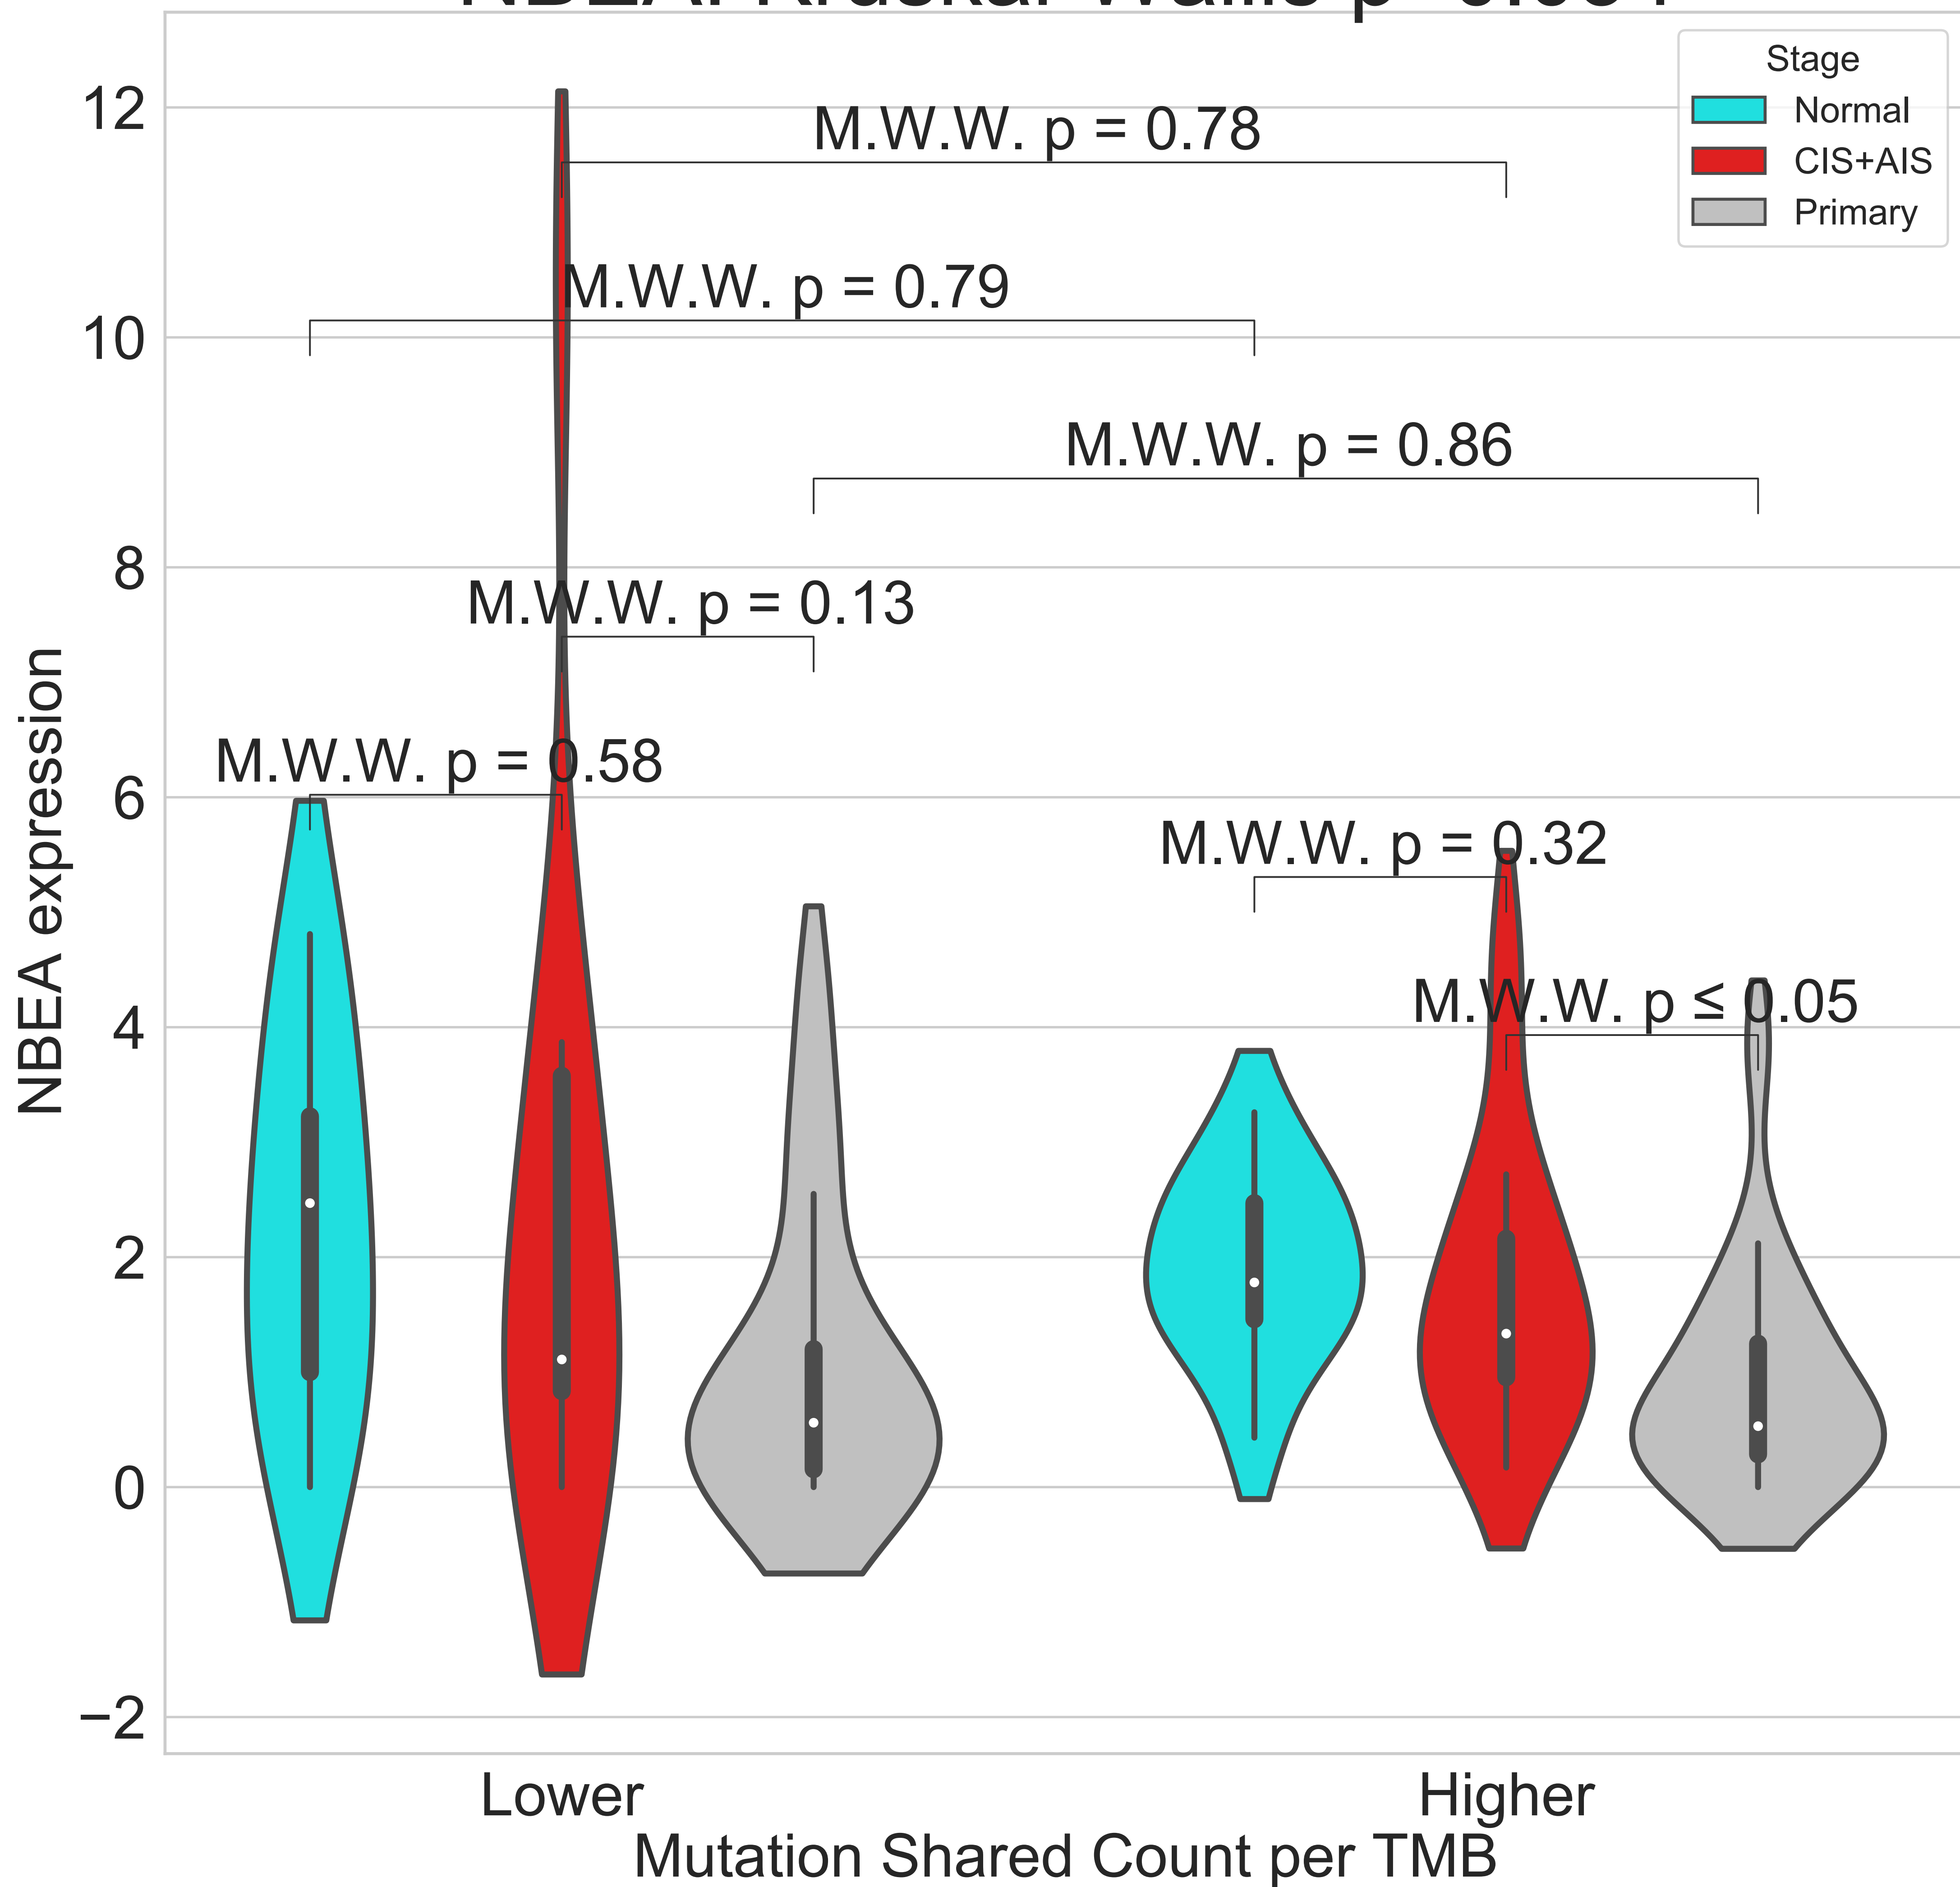 Stage
Normal
CIS+AIS
Primary
12
10
8
6
4
2
0
−2
NBEA expression
M.W.W. p = 0.78
M.W.W. p = 0.79
M.W.W. p = 0.86
M.W.W. p = 0.13
M.W.W. p = 0.58
M.W.W. p = 0.32
M.W.W. p ≤ 0.05
Lower
Higher
Mutation Shared Count per TMB